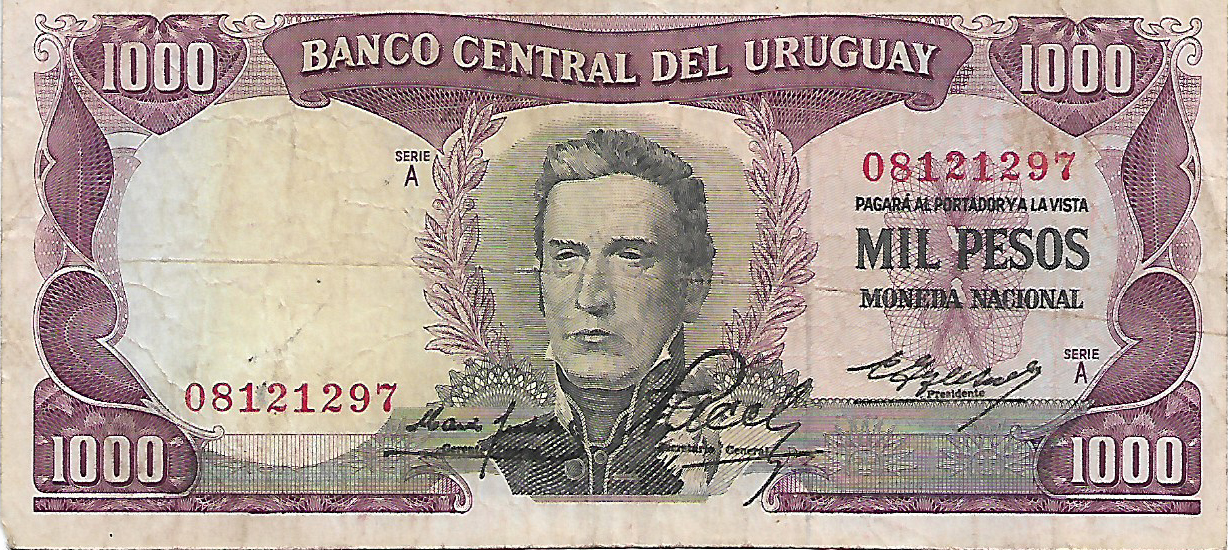 1000
BANCO CENTRAL DEL URUGUAY
1000
SERIE
A
08121297
PAGARÁ AL PORTADOR Y A LA VISTA
MIL PESOS
MONEDA NACIONAL
SERIE
A
08121297
Presidente
Secretario General
1000
1000